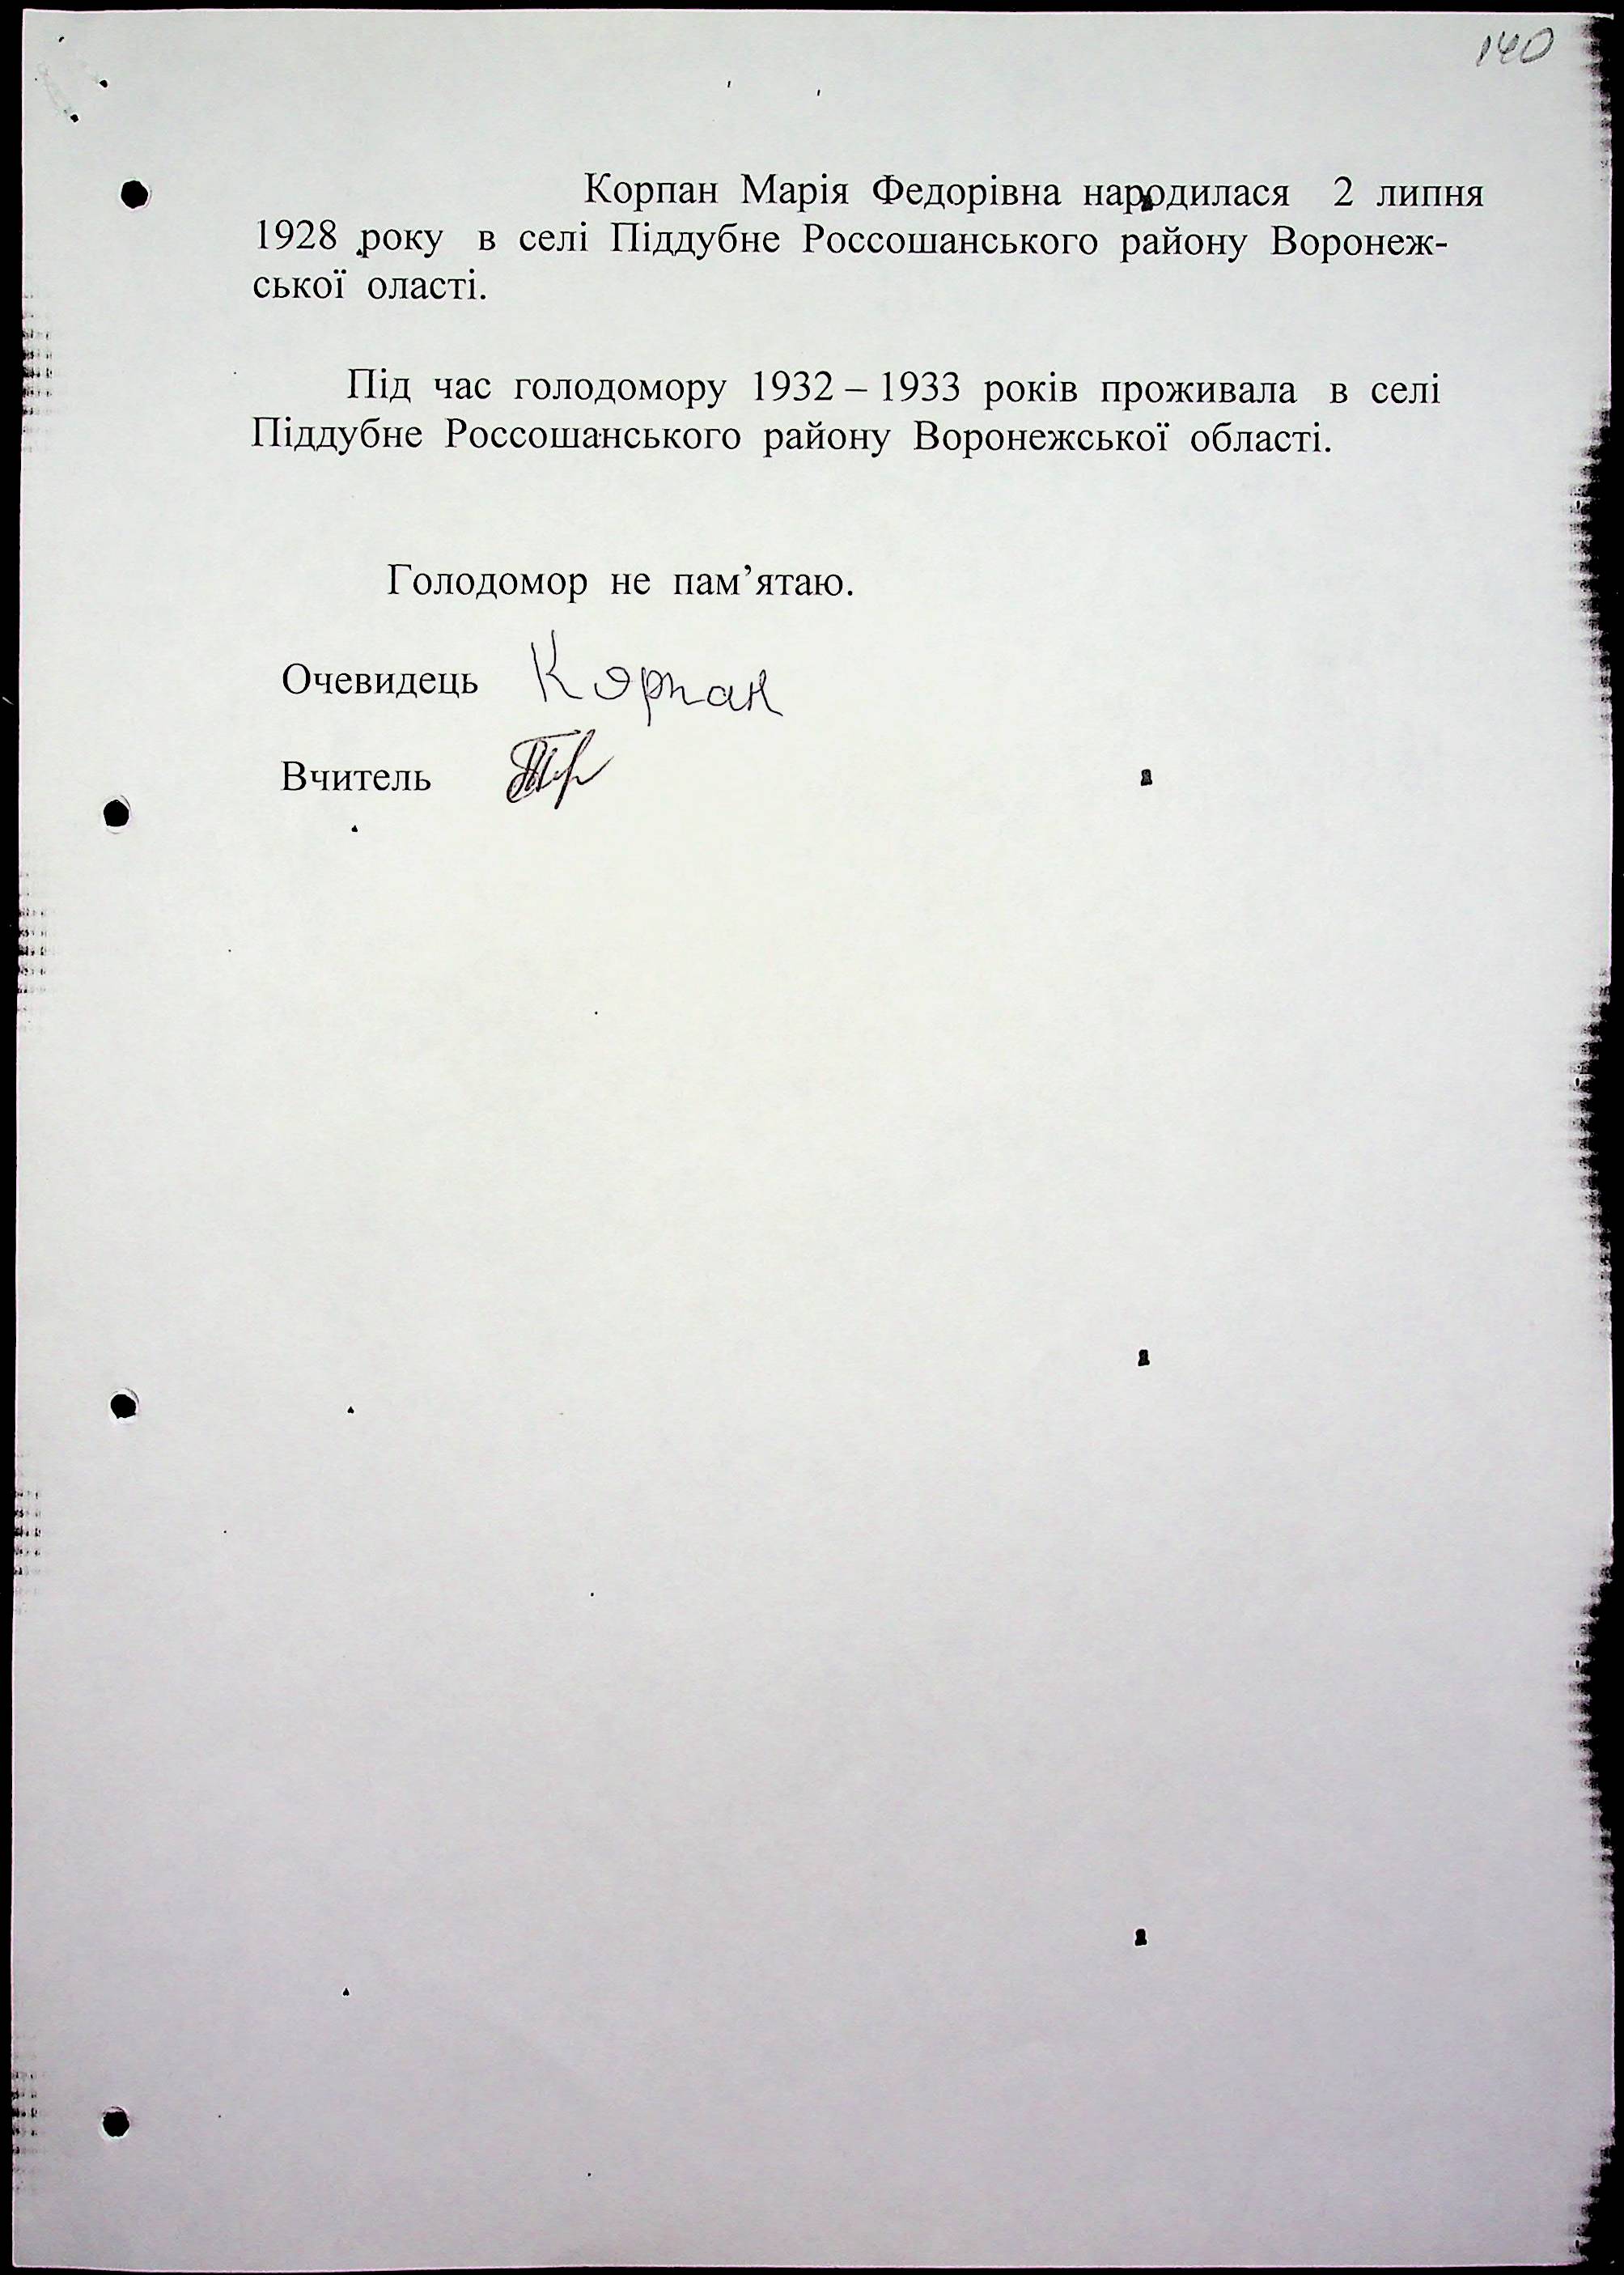 140
Корпан Марія Федорівна народилася 2 липня
1928 року в селі Піддубне Россошанського району Воронеж-
ської оласті.
Під час голодомору 1932 – 1933 років проживала в селі
Піддубне Россошанського району Воронежської області.
Голодомор не пам’ятаю.
Очевидець Корпан
Вчитель